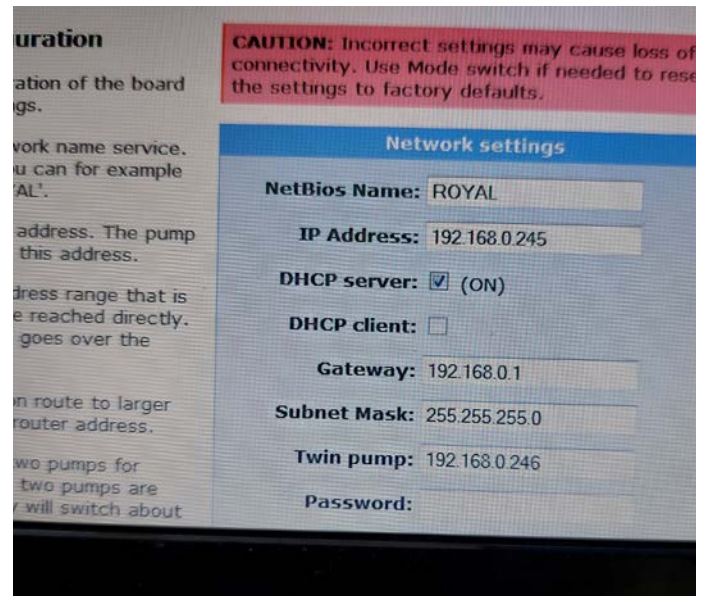 uration
ation of the board
gs.
work name service.
u can for example
AL'.
address. The pump
this address.
dress range that is
e reached directly.
goes over the
on route to larger
router address.
wo pumps for
two pumps are
will switch about
CAUTION: Incorrect settings may cause loss of
connectivity. Use Mode switch if needed to rese
the settings to factory defaults.
Network settings
NetBios Name: ROYAL
IP Address: 192.168.0.245
DHCP server: (ON)
DHCP client:
Gateway: 192.168.0.1
Subnet Mask: 255.255.255.0
Twin pump: 192.168.0.246
Password: